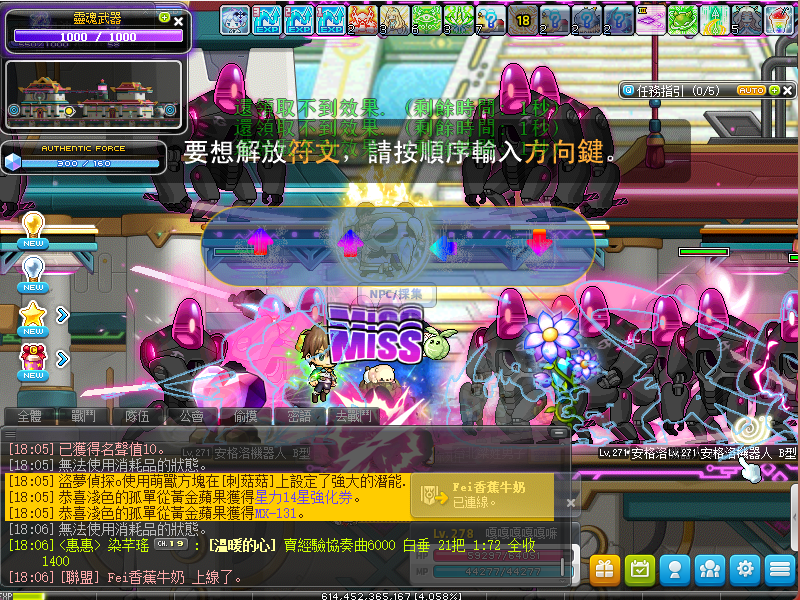 靈魂武器
1000 / 1000
AUTHENTIC FORCE
300 / 160
EXP
EXP
EXP
18
任務指引 (0/5)
AUTO
還領取不到效果. (剩餘時間: 1秒)
還領取不到效果. (剩餘時間: 1秒)
要想解放符文，請按順序輸入方向鍵。
NEW
NEW
NEW
NEW
NPC/採集
MISS
MISS
全體
戰鬥
隊伍
公會
偷摸
密語
去戰鬥
Lv.271 安格洛機器人 B型
Lv.271 安格洛
Lv.271 安格洛機器人 B型
[18:05] 已獲得名聲值10。
[18:05] 無法使用消耗品的狀態。
盜夢偵探。使用萌獸方塊在[刺菇菇]上設定了強大的潛能.
[18:05] 恭喜淺色的孤單從黃金蘋果獲得星力14星強化券。
[18:05] 恭喜淺色的孤單從黃金蘋果獲得MX-131.
[18:06] 無法使用消耗品的狀態。
[18:06] <惠惠> 染芊瑤 CH.19 : [溫暖的心] 賣經驗協奏曲6000 白垂 21把 1:72 全收
1400
[18:06] [聯盟] Fei香蕉牛奶 上線了。
Fei香蕉牛奶
已連線。
Lv.278
MP
44277/44277
EXP
614,452,365,167 [4.058%]